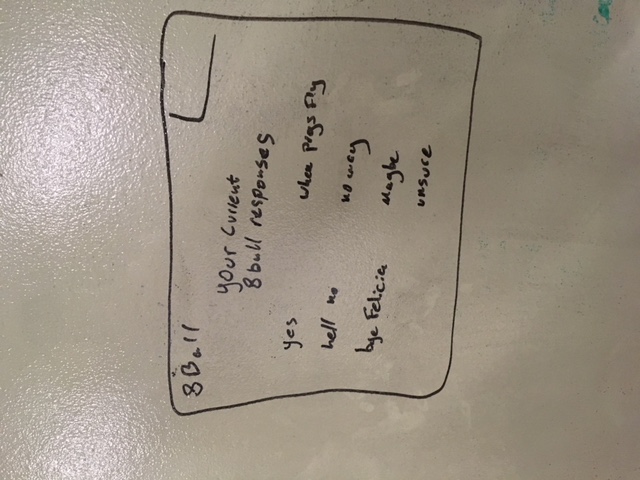 8Ball
your current
8ball responses
yes
hell no
bye Felicia
when pigs fly
no way
Maybe
unsure